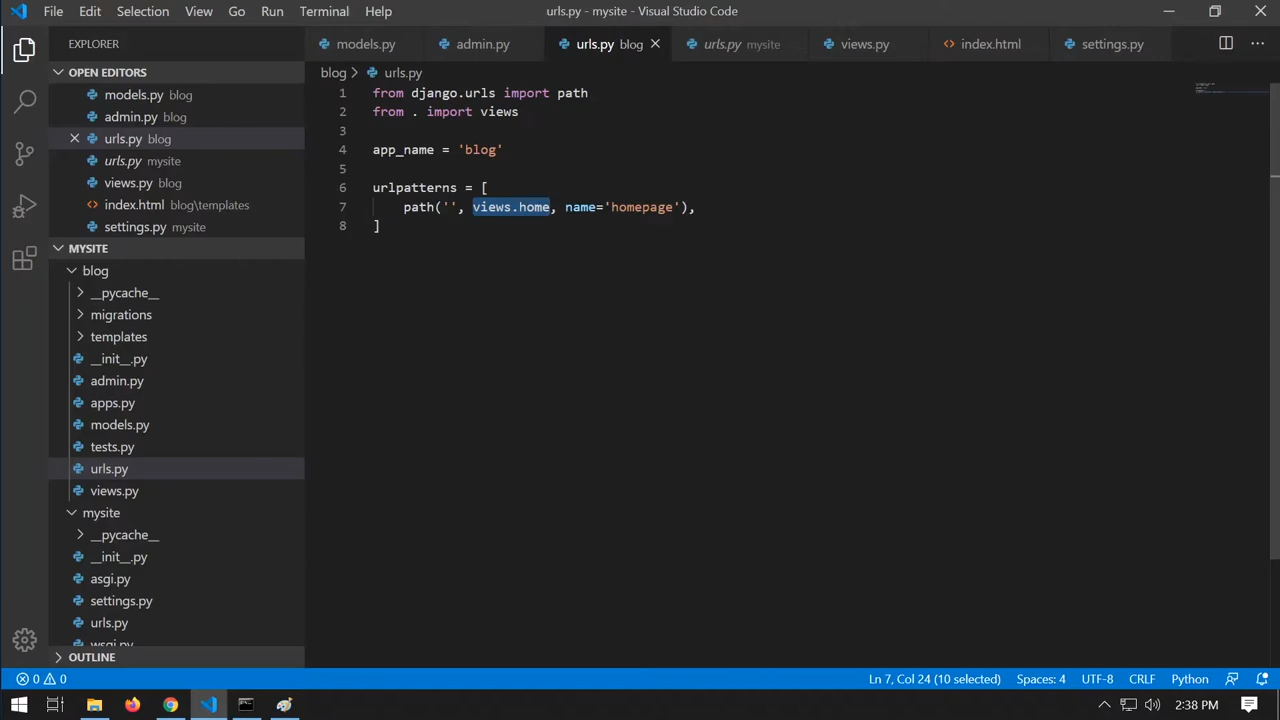 File Edit Selection View Go Run Terminal Help urls.py - mysite - Visual Studio Code
EXPLORER
models.py admin.py urls.py blog urls.py mysite views.py index.html settings.py
OPEN EDITORS
models.py blog
admin.py blog
urls.py blog
urls.py mysite
views.py blog
index.html blog\templates
settings.py mysite
MYSITE
blog
__pycache__
migrations
templates
__init__.py
admin.py
apps.py
models.py
tests.py
urls.py
views.py
mysite
__pycache__
__init__.py
asgi.py
settings.py
urls.py
wsgi.py
OUTLINE
blog urls.py
1 from django.urls import path
2 from . import views
3
4 app_name = 'blog'
5
6 urlpatterns = [
7 path('', views.home, name='homepage'),
8 ]
0 0 Ln 7, Col 24 (10 selected) Spaces: 4 UTF-8 CRLF Python
2:38 PM